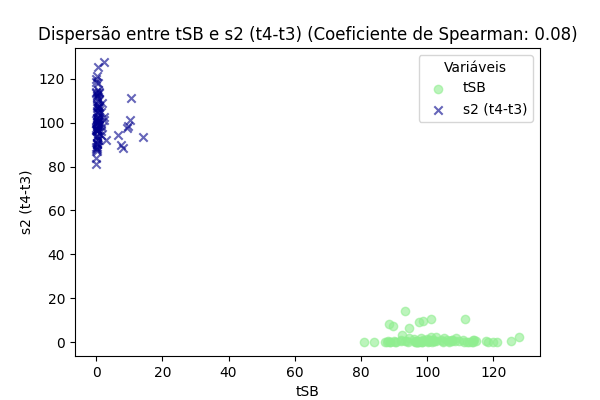 Dispersão entre tSB e s2 (t4-t3) (Coeficiente de Spearman: 0.08)
Variáveis
tSB
s2 (t4-t3)
120
100
80
60
40
20
0
s2 (t4-t3)
0 20 40 60 80 100 120
tSB